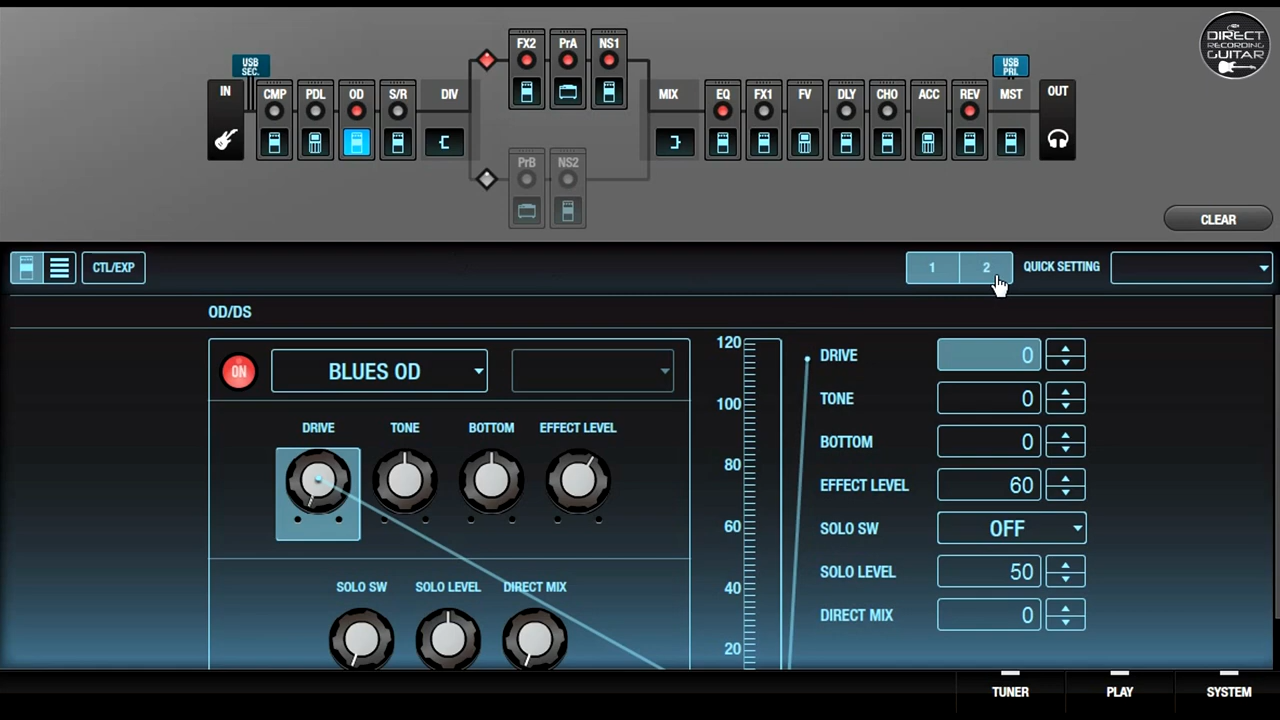 DIRECT
RECORDING
GUITAR
FX2 PrA NS1
USB
SEC.
USB
PRL
IN CMP PDL OD S/R DIV MIX EQ FX1 FV DLY CHO ACC REV MST OUT
PrB NS2
CLEAR
CTL/EXP 1 2 QUICK SETTING
OD/DS
ON BLUES OD
DRIVE TONE BOTTOM EFFECT LEVEL
SOLO SW SOLO LEVEL DIRECT MIX
120
100
80
60
40
20
DRIVE 0
TONE 0
BOTTOM 0
EFFECT LEVEL 60
SOLO SW OFF
SOLO LEVEL 50
DIRECT MIX 0
TUNER PLAY SYSTEM